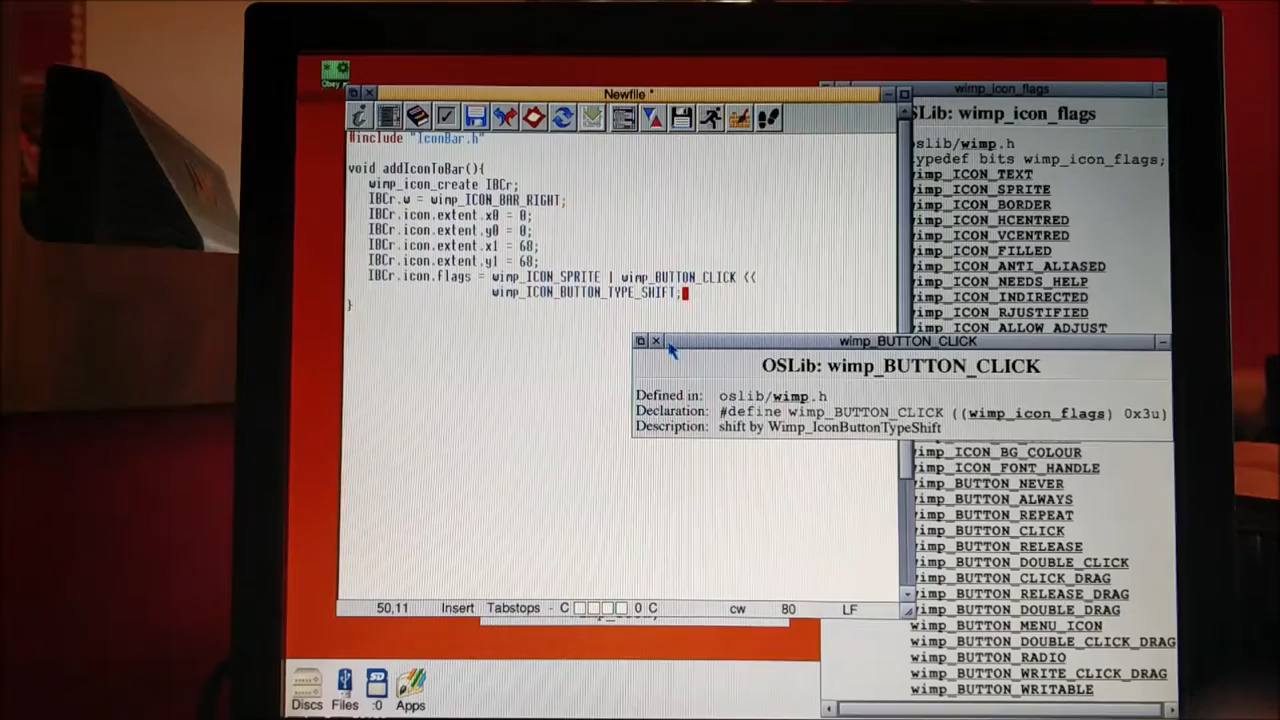 Obey
Newfile *
#include "IconBar.h"
void addIconToBar(){
wimp_icon_create IBCr;
IBCr.w = wimp_ICON_BAR_RIGHT;
IBCr.icon.extent.x0 = 0;
IBCr.icon.extent.y0 = 0;
IBCr.icon.extent.x1 = 68;
IBCr.icon.extent.y1 = 68;
IBCr.icon.flags = wimp_ICON_SPRITE | wimp_BUTTON_CLICK <<
wimp_ICON_BUTTON_TYPE_SHIFT;
}
50,11 Insert Tabstops - C 0 C cw 80 LF
wimp_icon_flags
SLib: wimp_icon_flags
oslib/wimp.h
typedef bits wimp_icon_flags;
wimp_ICON_TEXT
wimp_ICON_SPRITE
wimp_ICON_BORDER
wimp_ICON_HCENTRED
wimp_ICON_VCENTRED
wimp_ICON_FILLED
wimp_ICON_ANTI_ALIASED
wimp_ICON_NEEDS_HELP
wimp_ICON_INDIRECTED
wimp_ICON_RJUSTIFIED
wimp_ICON_ALLOW_ADJUST
wimp_BUTTON_CLICK
OSLib: wimp_BUTTON_CLICK
Defined in: oslib/wimp.h
Declaration: #define wimp_BUTTON_CLICK ((wimp_icon_flags) 0x3u)
Description: shift by Wimp_IconButtonTypeShift
wimp_ICON_BG_COLOUR
wimp_ICON_FONT_HANDLE
wimp_BUTTON_NEVER
wimp_BUTTON_ALWAYS
wimp_BUTTON_REPEAT
wimp_BUTTON_CLICK
wimp_BUTTON_RELEASE
wimp_BUTTON_DOUBLE_CLICK
wimp_BUTTON_CLICK_DRAG
wimp_BUTTON_RELEASE_DRAG
wimp_BUTTON_DOUBLE_DRAG
wimp_BUTTON_MENU_ICON
wimp_BUTTON_DOUBLE_CLICK_DRAG
wimp_BUTTON_RADIO
wimp_BUTTON_WRITE_CLICK_DRAG
wimp_BUTTON_WRITABLE
SD
Discs Files :0 Apps